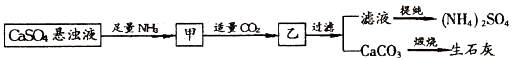 CaSO₄悬浊液 足量NH₃ 甲 适量CO₂ 乙 过滤
滤液 提纯 (NH₄)₂SO₄
CaCO₃ 煅烧 生石灰